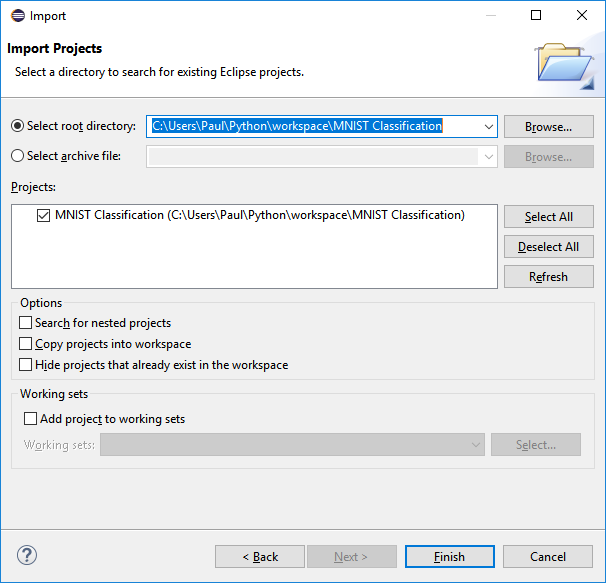 Import
Import Projects
Select a directory to search for existing Eclipse projects.
Select root directory: C:\Users\Paul\Python\workspace\MNIST Classification Browse...
Select archive file: Browse...
Projects:
MNIST Classification (C:\Users\Paul\Python\workspace\MNIST Classification)
Select All
Deselect All
Refresh
Options
Search for nested projects
Copy projects into workspace
Hide projects that already exist in the workspace
Working sets
Add project to working sets
Working sets: Select...
? < Back Next > Finish Cancel